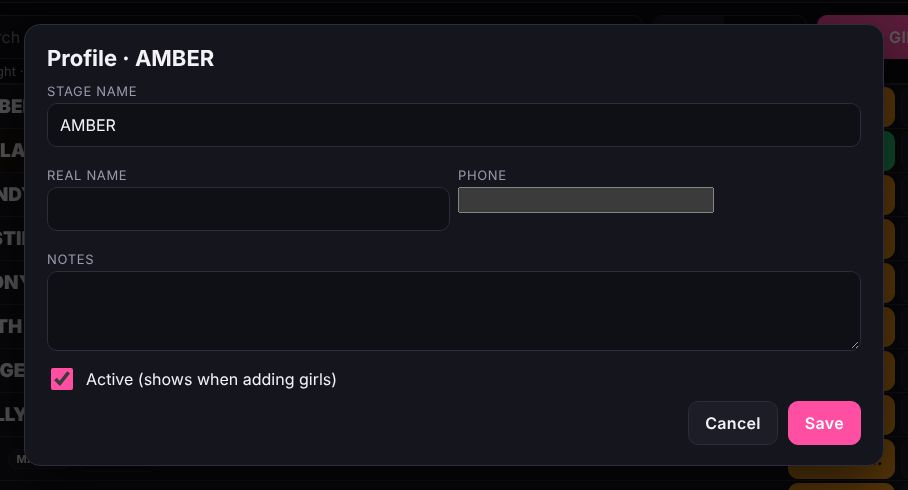 Profile · AMBER
STAGE NAME
AMBER
REAL NAME
PHONE
NOTES
Active (shows when adding girls)
Cancel
Save